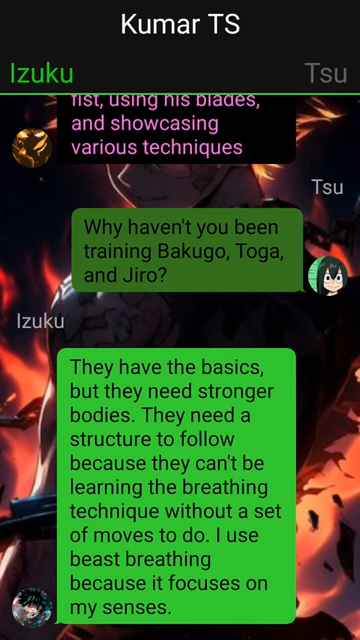 Kumar TS
Izuku
Tsu
fist, using his blades,
and showcasing
various techniques
Tsu
Why haven't you been
training Bakugo, Toga,
and Jiro?
Izuku
They have the basics,
but they need stronger
bodies. They need a
structure to follow
because they can't be
learning the breathing
technique without a set
of moves to do. I use
beast breathing
because it focuses on
my senses.